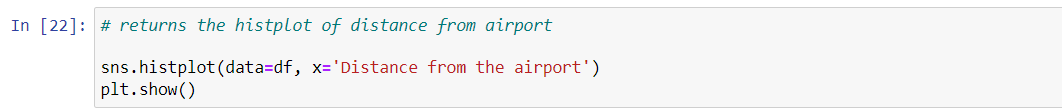 In [22]: # returns the histplot of distance from airport
sns.histplot(data=df, x='Distance from the airport')
plt.show()